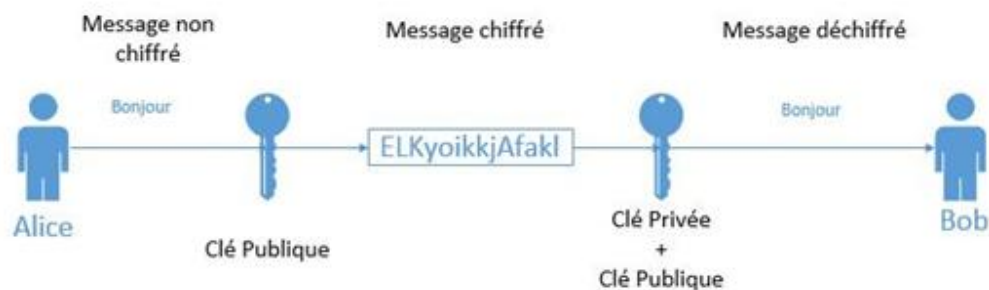 Message non
chiffré
Message chiffré
Message déchiffré
Bonjour
ELKyoikkjAfakl
Bonjour
Alice
Clé Publique
Clé Privée
+
Clé Publique
Bob